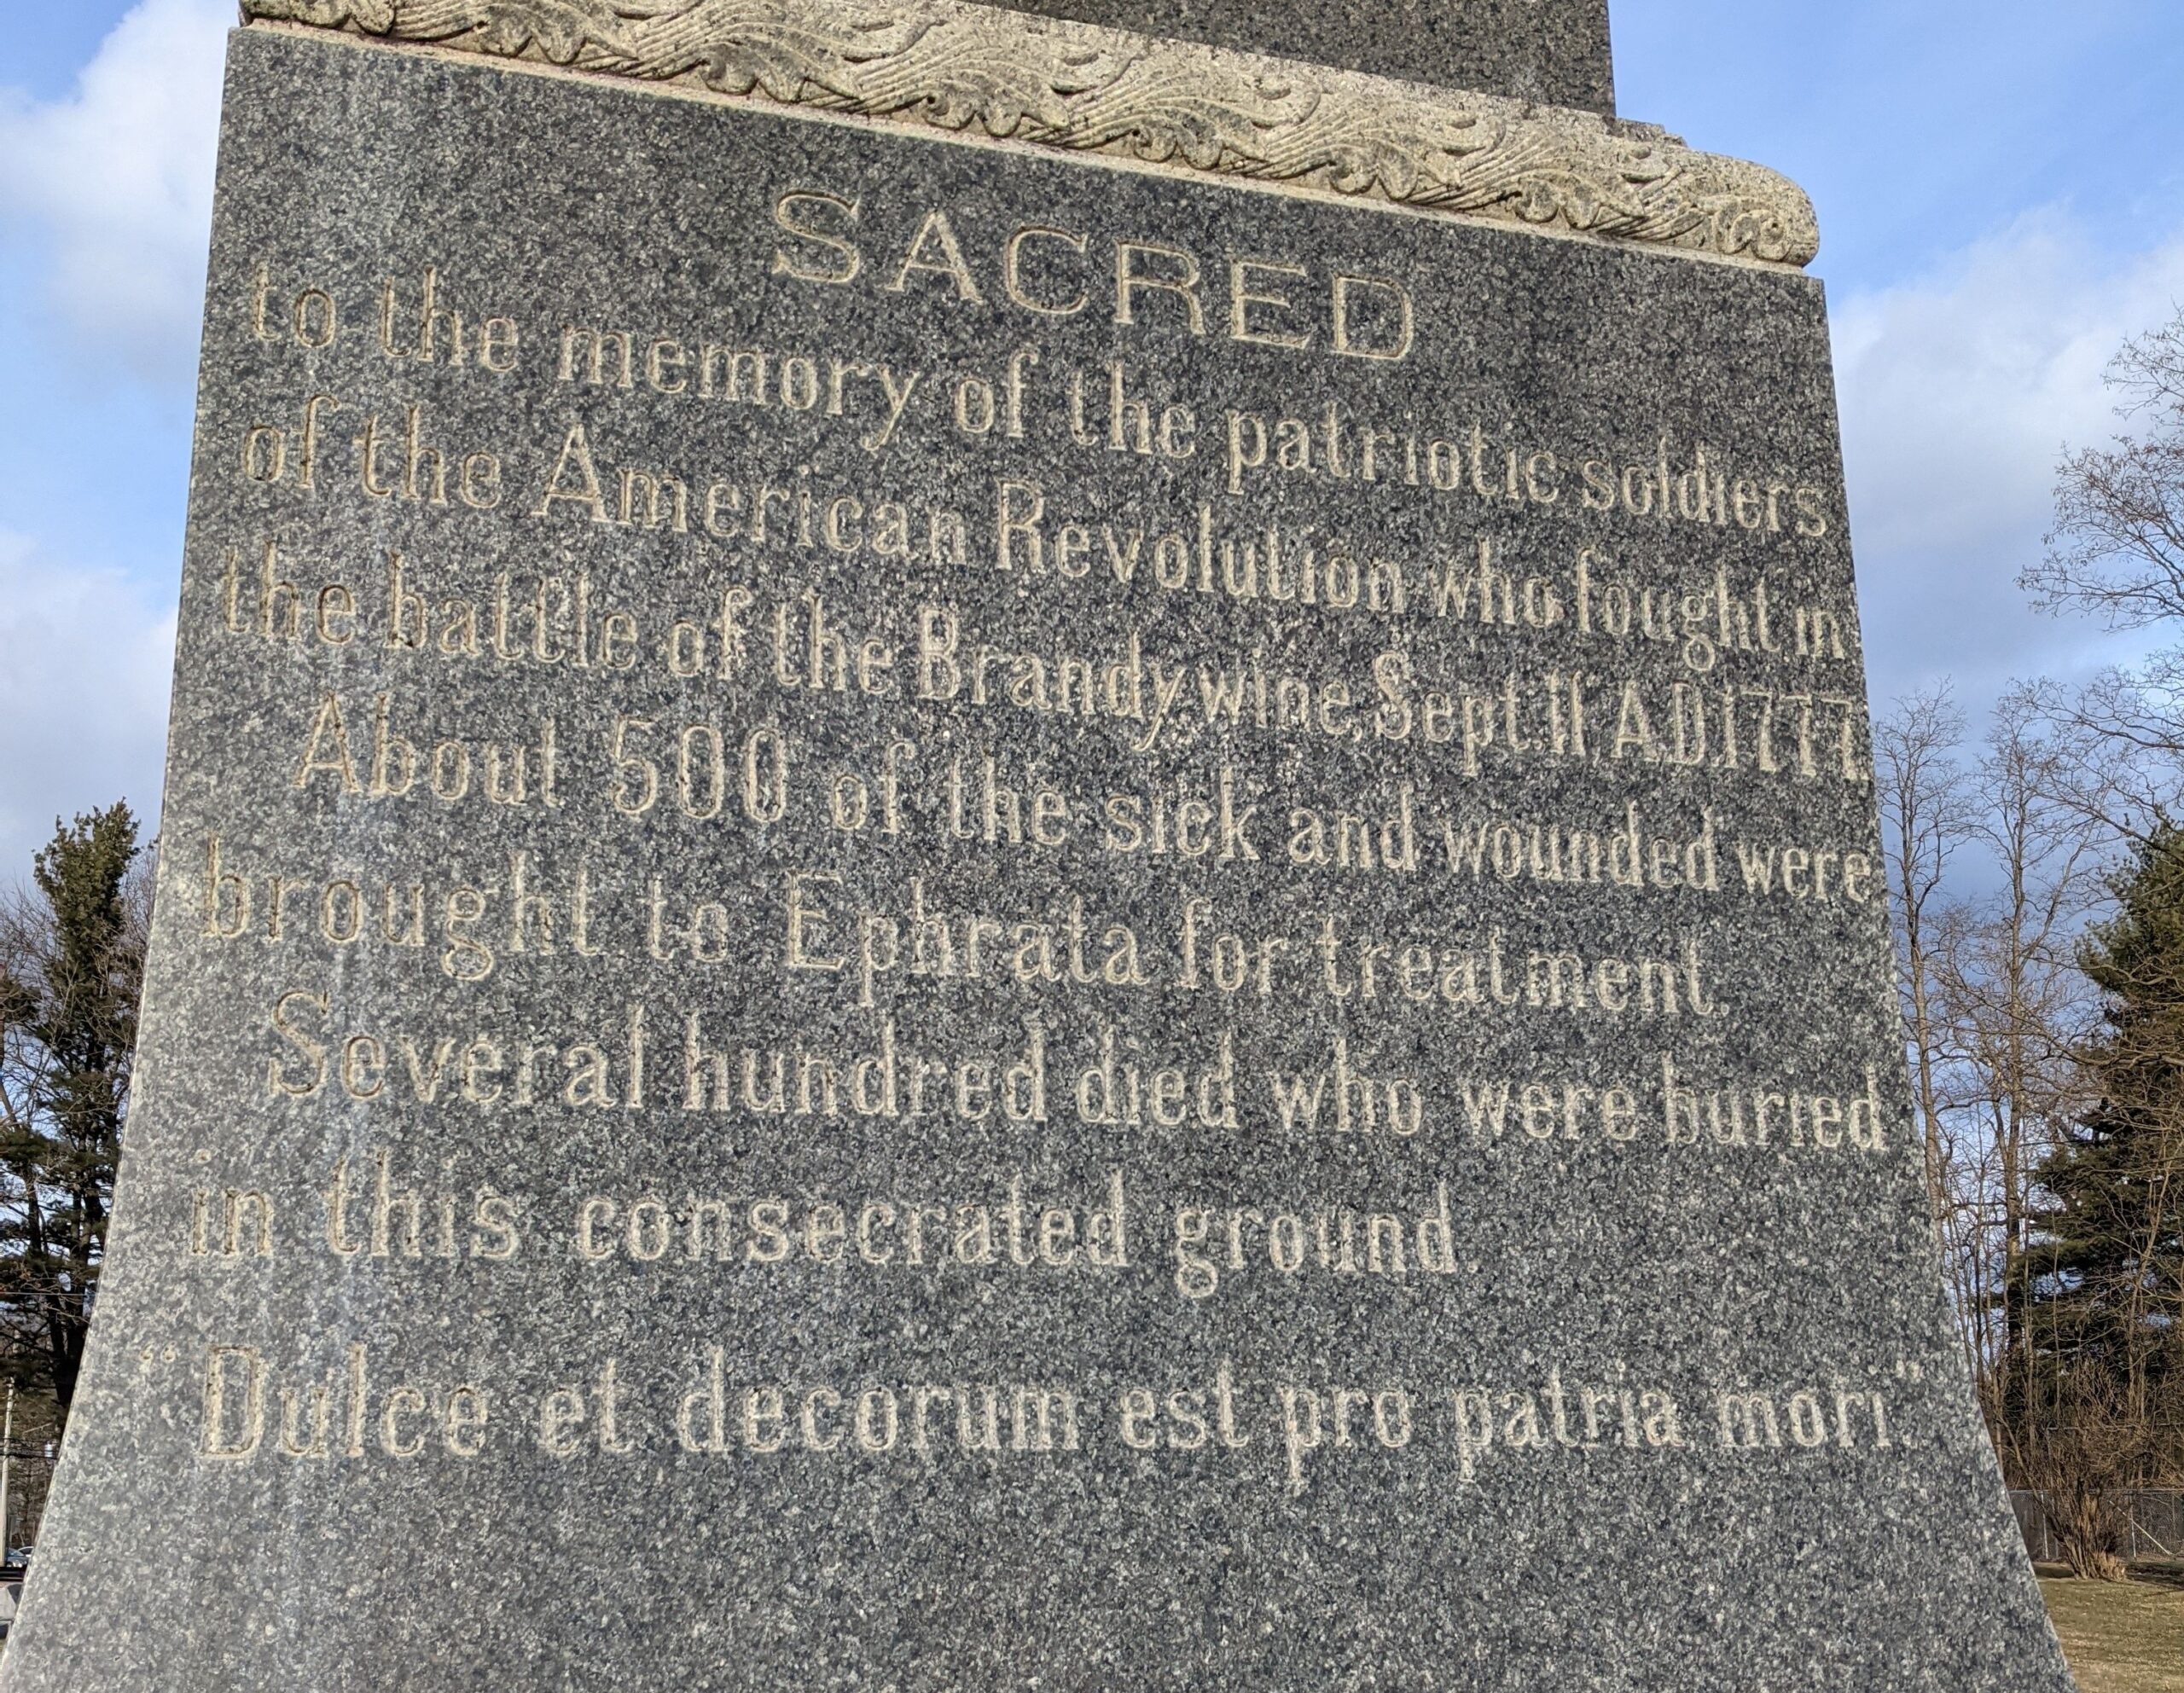 SACRED
to the memory of the patriotic soldiers
of the American Revolution who fought in
the battle of the Brandywine, Sept. 11 A.D. 1777.
About 500 of the sick and wounded were
brought to Ephrata for treatment.
Several hundred died who were buried
in this consecrated ground.
"Dulce et decorum est pro patria mori."